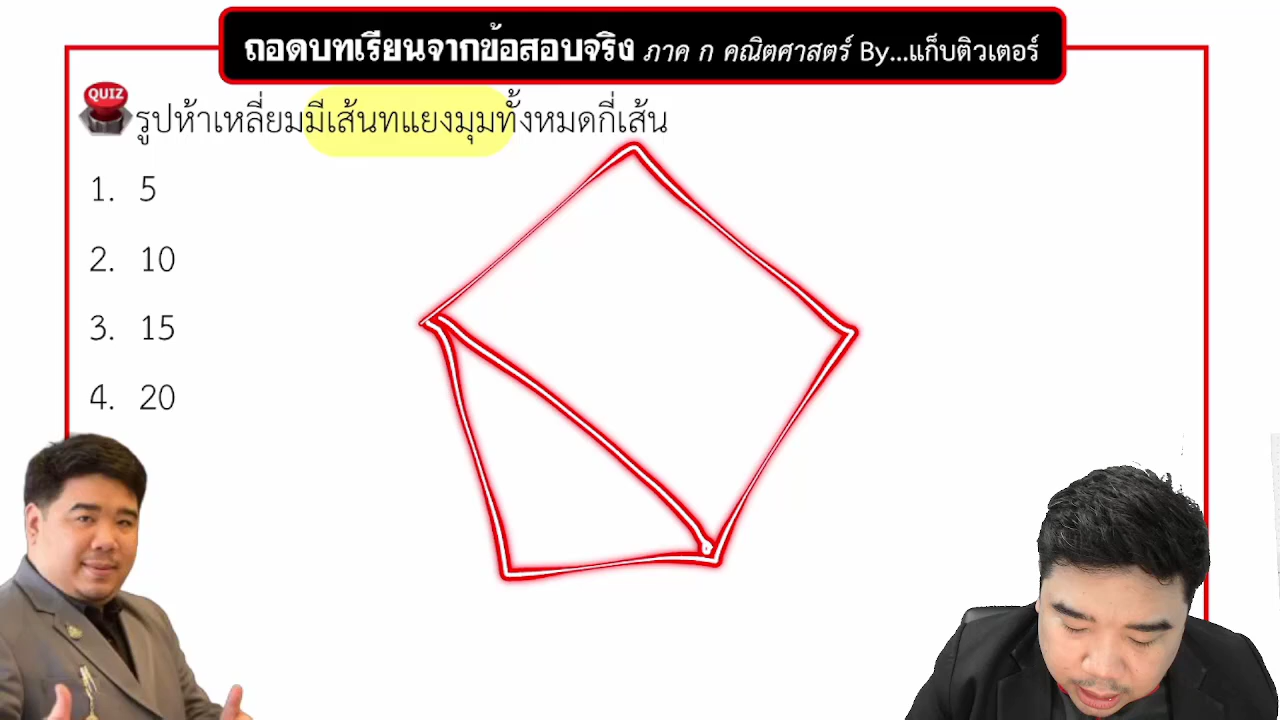 ถอดบทเรียนจากข้อสอบจริง ภาค ก คณิตศาสตร์ By...แก็บติวเตอร์
QUIZ
รูปห้าเหลี่ยมมีเส้นทแยงมุมทั้งหมดกี่เส้น
1. 5
2. 10
3. 15
4. 20